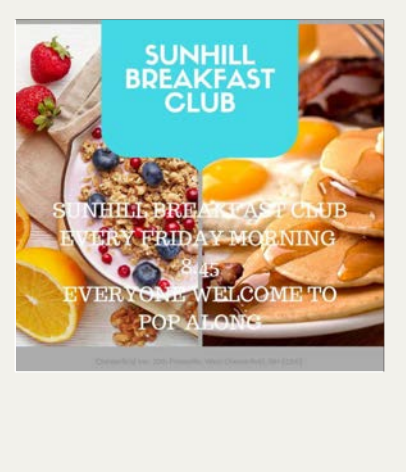 SUNHILL
BREAKFAST
CLUB
SUNHILL BREAKFAST CLUB
EVERY FRIDAY MORNING
8:45
EVERYONE WELCOME TO
POP ALONG